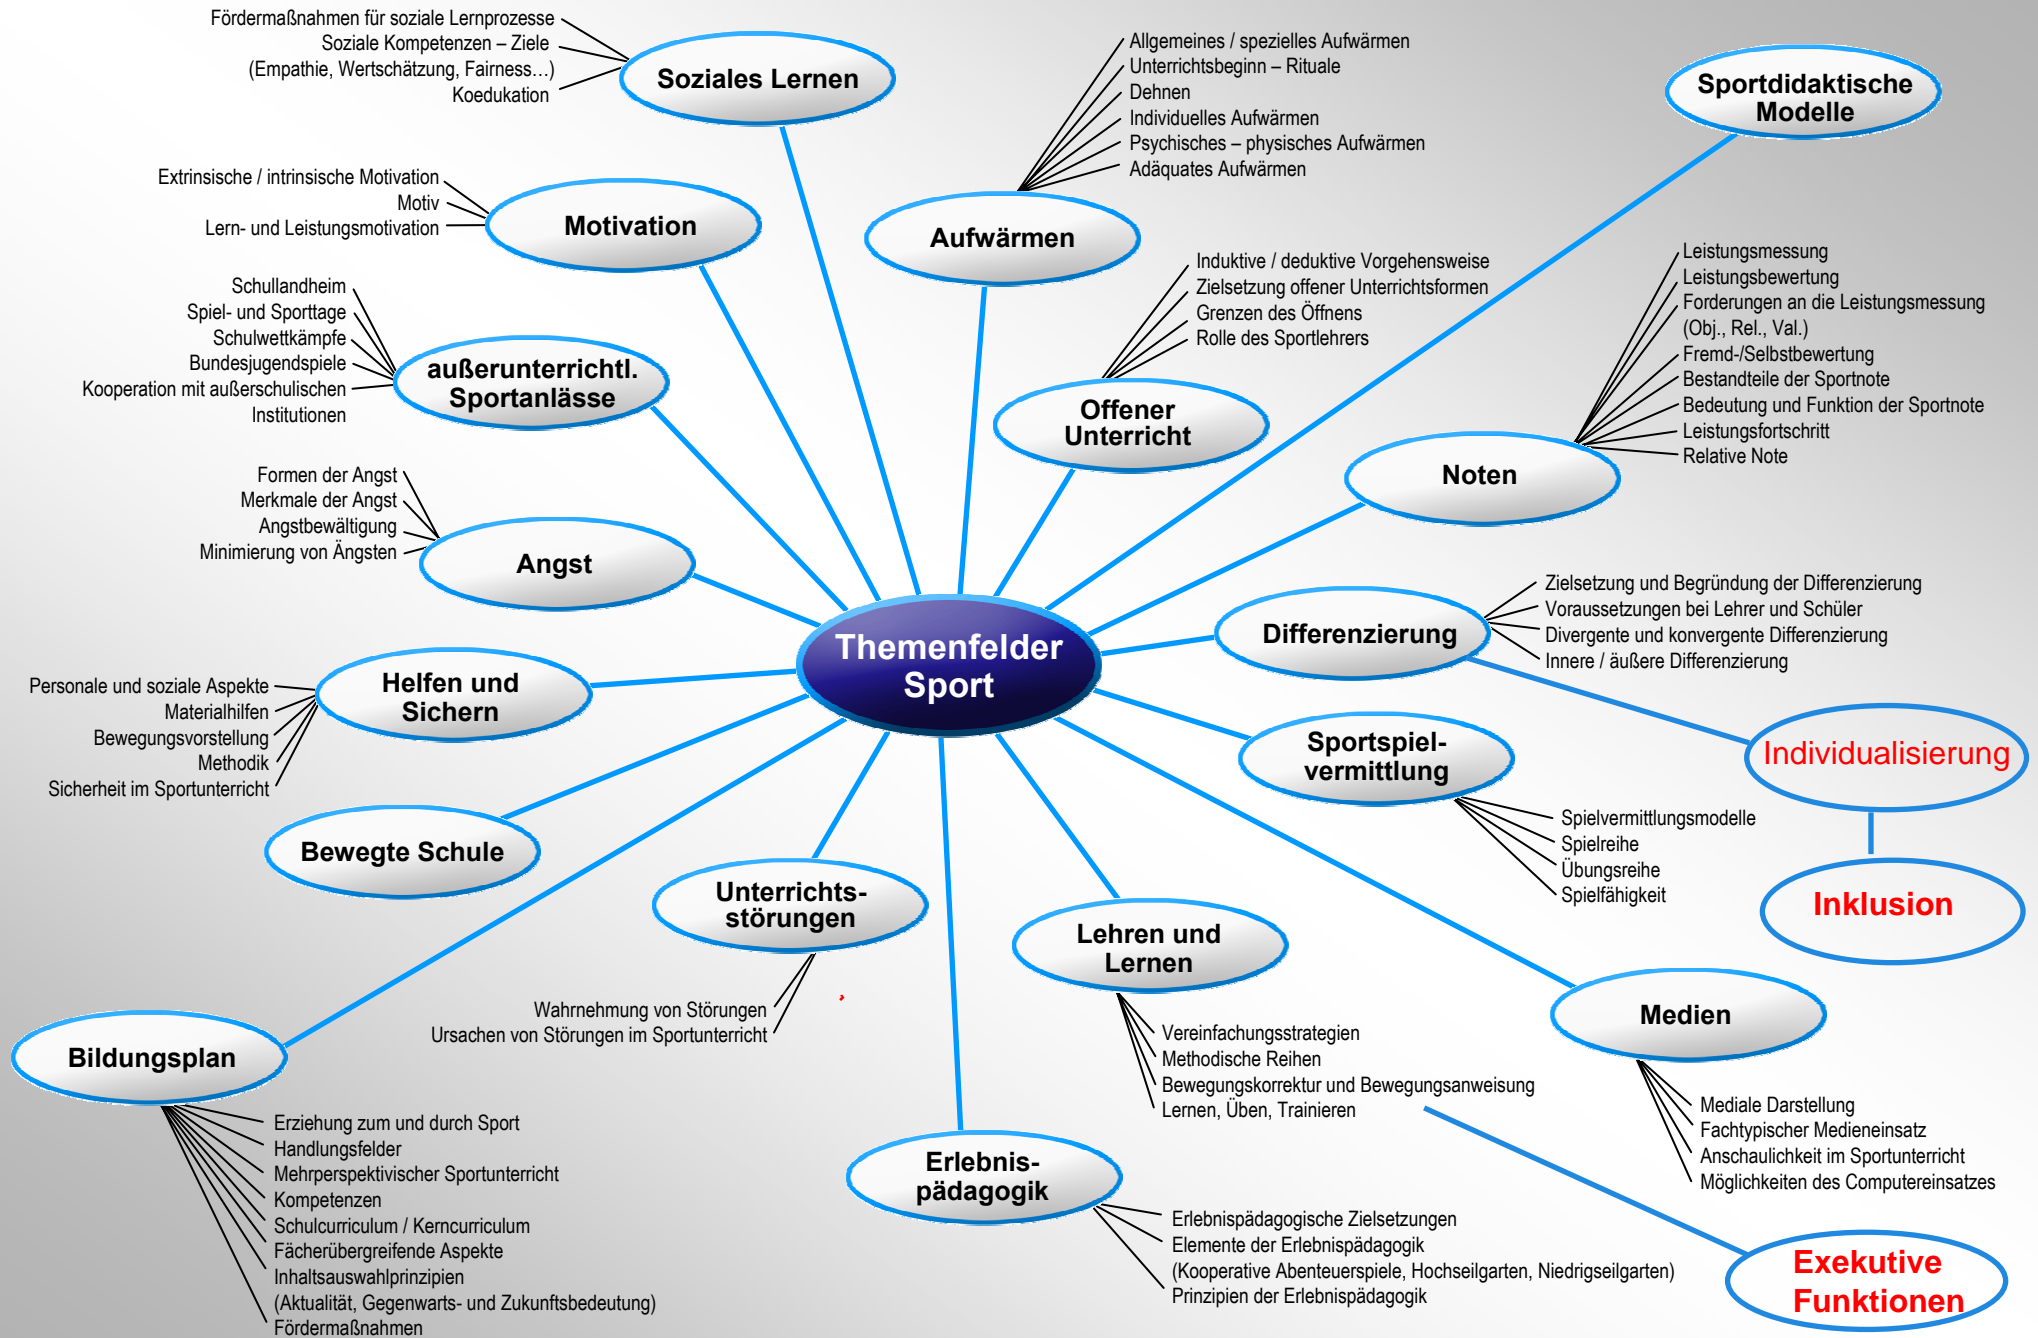 Fördermaßnahmen für soziale Lernprozesse
Soziale Kompetenzen – Ziele
(Empathie, Wertschätzung, Fairness…)
Koedukation
Soziales Lernen
Allgemeines / spezielles Aufwärmen
Unterrichtsbeginn – Rituale
Dehnen
Individuelles Aufwärmen
Psychisches – physisches Aufwärmen
Adäquates Aufwärmen
Aufwärmen
Sportdidaktische
Modelle
Extrinsische / intrinsische Motivation
Motiv
Lern- und Leistungsmotivation
Motivation
Induktive / deduktive Vorgehensweise
Zielsetzung offener Unterrichtsformen
Grenzen des Öffnens
Rolle des Sportlehrers
Offener
Unterricht
Leistungsmessung
Leistungsbewertung
Forderungen an die Leistungsmessung
(Obj., Rel., Val.)
Fremd-/Selbstbewertung
Bestandteile der Sportnote
Bedeutung und Funktion der Sportnote
Leistungsfortschritt
Relative Note
Noten
Schullandheim
Spiel- und Sporttage
Schulwettkämpfe
Bundesjugendspiele
Kooperation mit außerschulischen
Institutionen
außerunterrichtl.
Sportanlässe
Formen der Angst
Merkmale der Angst
Angstbewältigung
Minimierung von Ängsten
Angst
Themenfelder
Sport
Differenzierung
Zielsetzung und Begründung der Differenzierung
Voraussetzungen bei Lehrer und Schüler
Divergente und konvergente Differenzierung
Innere / äußere Differenzierung
Individualisierung
Inklusion
Personale und soziale Aspekte
Materialhilfen
Bewegungsvorstellung
Methodik
Sicherheit im Sportunterricht
Helfen und
Sichern
Sportspiel-
vermittlung
Spielvermittlungsmodelle
Spielreihe
Übungsreihe
Spielfähigkeit
Bewegte Schule
Unterrichts-
störungen
Wahrnehmung von Störungen
Ursachen von Störungen im Sportunterricht
Lehren und
Lernen
Vereinfachungsstrategien
Methodische Reihen
Bewegungskorrektur und Bewegungsanweisung
Lernen, Üben, Trainieren
Medien
Mediale Darstellung
Fachtypischer Medieneinsatz
Anschaulichkeit im Sportunterricht
Möglichkeiten des Computereinsatzes
Bildungsplan
Erziehung zum und durch Sport
Handlungsfelder
Mehrperspektivischer Sportunterricht
Kompetenzen
Schulcurriculum / Kerncurriculum
Fächerübergreifende Aspekte
Inhaltsauswahlprinzipien
(Aktualität, Gegenwarts- und Zukunftsbedeutung)
Fördermaßnahmen
Erlebnis-
pädagogik
Erlebnispädagogische Zielsetzungen
Elemente der Erlebnispädagogik
(Kooperative Abenteuerspiele, Hochseilgarten, Niedrigseilgarten)
Prinzipien der Erlebnispädagogik
Exekutive
Funktionen